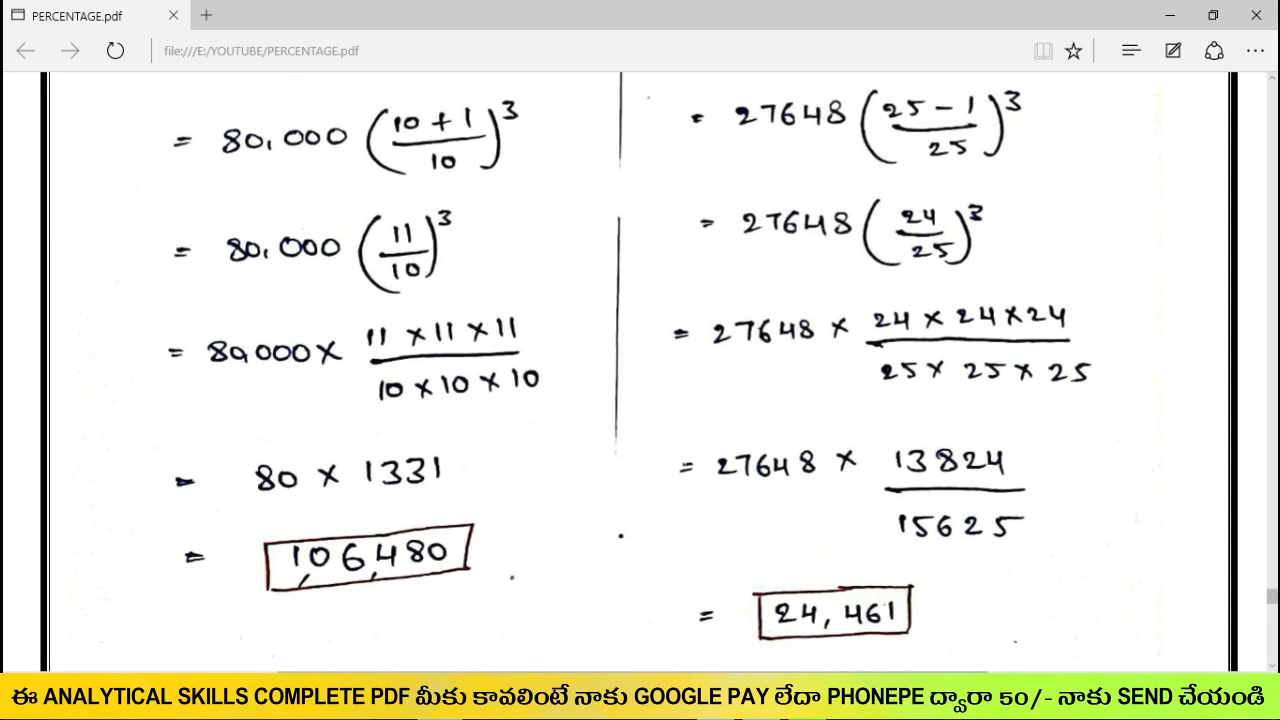 PERCENTAGE.pdf
file:///E:/YOUTUBE/PERCENTAGE.pdf
= 80,000 (10 + 1 / 10)^3
= 80,000 (11 / 10)^3
= 80,000 × 11 × 11 × 11 / 10 × 10 × 10
= 80 × 1331
= 1,06,480
= 27648 (25 - 1 / 25)^3
= 27648 (24 / 25)^3
= 27648 × 24 × 24 × 24 / 25 × 25 × 25
= 27648 × 13824 / 15625
= 24,461
ఈ ANALYTICAL SKILLS COMPLETE PDF మీకు కావలింటే నాకు GOOGLE PAY లేదా PHONEPE ద్వారా 50/- నాకు SEND చేయండి